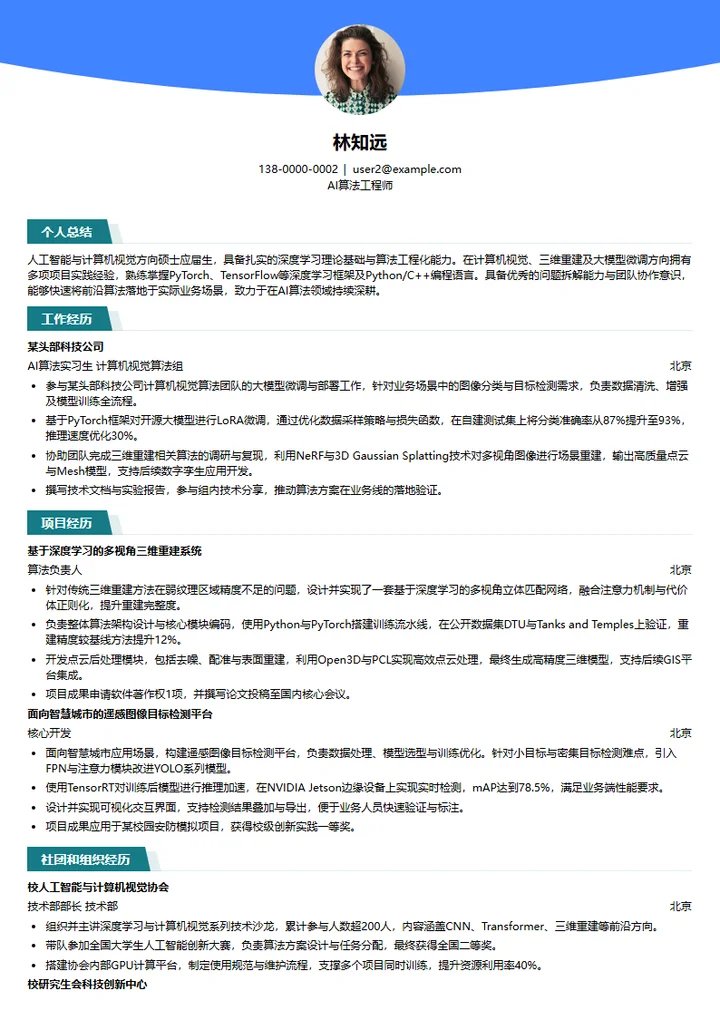 林知远
138-0000-0002 | user2@example.com
AI算法工程师
个人总结
人工智能与计算机视觉方向硕士应届生，具备扎实的深度学习理论基础与算法工程化能力。在计算机视觉、三维重建及大模型微调方向拥有
多项项目实践经验，熟练掌握PyTorch、TensorFlow等深度学习框架及Python/C++编程语言。具备优秀的问题拆解能力与团队协作意识，
能够快速将前沿算法落地于实际业务场景，致力于在AI算法领域持续深耕。
工作经历
某头部科技公司
AI算法实习生 计算机视觉算法组 北京
• 参与某头部科技公司计算机视觉算法团队的大模型微调与部署工作，针对业务场景中的图像分类与目标检测需求，负责数据清洗、增强
及模型训练全流程。
• 基于PyTorch框架对开源大模型进行LoRA微调，通过优化数据采样策略与损失函数，在自建测试集上将分类准确率从87%提升至93%，
推理速度优化30%。
• 协助团队完成三维重建相关算法的调研与复现，利用NeRF与3D Gaussian Splatting技术对多视角图像进行场景重建，输出高质量点云
与Mesh模型，支持后续数字孪生应用开发。
• 撰写技术文档与实验报告，参与组内技术分享，推动算法方案在业务线的落地验证。
项目经历
基于深度学习的多视角三维重建系统
算法负责人 北京
• 针对传统三维重建方法在弱纹理区域精度不足的问题，设计并实现了一套基于深度学习的多视角立体匹配网络，融合注意力机制与代价
体正则化，提升重建完整度。
• 负责整体算法架构设计与核心模块编码，使用Python与PyTorch搭建训练流水线，在公开数据集DTU与Tanks and Temples上验证，重
建精度较基线方法提升12%。
• 开发点云后处理模块，包括去噪、配准与表面重建，利用Open3D与PCL实现高效点云处理，最终生成高精度三维模型，支持后续GIS平
台集成。
• 项目成果申请软件著作权1项，并撰写论文投稿至国内核心会议。
面向智慧城市的遥感图像目标检测平台
核心开发 北京
• 面向智慧城市应用场景，构建遥感图像目标检测平台，负责数据处理、模型选型与训练优化。针对小目标与密集目标检测难点，引入
FPN与注意力模块改进YOLO系列模型。
• 使用TensorRT对训练后模型进行推理加速，在NVIDIA Jetson边缘设备上实现实时检测，mAP达到78.5%，满足业务端性能要求。
• 设计并实现可视化交互界面，支持检测结果叠加与导出，便于业务人员快速验证与标注。
• 项目成果应用于某校园安防模拟项目，获得校级创新实践一等奖。
社团和组织经历
校人工智能与计算机视觉协会
技术部部长 技术部 北京
• 组织并主讲深度学习与计算机视觉系列技术沙龙，累计参与人数超200人，内容涵盖CNN、Transformer、三维重建等前沿方向。
• 带队参加全国大学生人工智能创新大赛，负责算法方案设计与任务分配，最终获得全国二等奖。
• 搭建协会内部GPU计算平台，制定使用规范与维护流程，支撑多个项目同时训练，提升资源利用率40%。
校研究生会科技创新中心